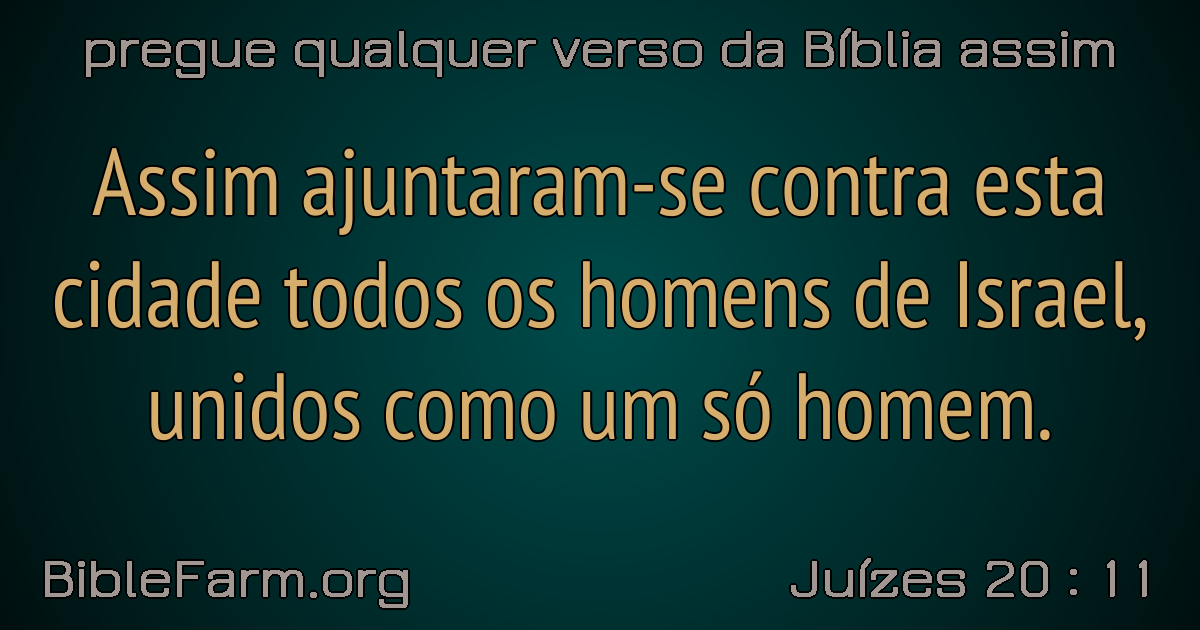 pregue qualquer verso da Bíblia assim
Assim ajuntaram-se contra esta
cidade todos os homens de Israel,
unidos como um só homem.
BibleFarm.org
Juízes 20 : 11